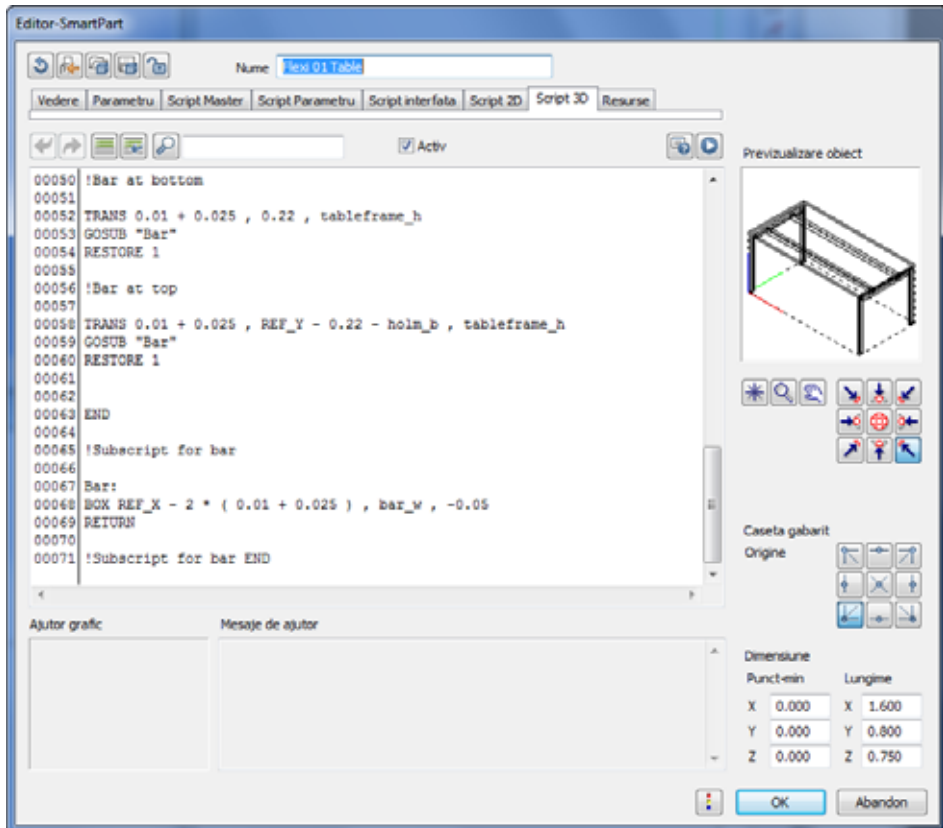 Editor-SmartPart
Nume Flexi 01 Table
Vedere Parametru Script Master Script Parametru Script interfata Script 2D Script 3D Resurse
Activ
Previzualizare obiect
00050 !Bar at bottom
00051
00052 TRANS 0.01 + 0.025 , 0.22 , tableframe_h
00053 GOSUB "Bar"
00054 RESTORE 1
00055
00056 !Bar at top
00057
00058 TRANS 0.01 + 0.025 , REF_Y - 0.22 - holm_b , tableframe_h
00059 GOSUB "Bar"
00060 RESTORE 1
00061
00062
00063 END
00064
00065 !Subscript for bar
00066
00067 Bar:
00068 BOX REF_X - 2 * ( 0.01 + 0.025 ) , bar_w , -0.05
00069 RETURN
00070
00071 !Subscript for bar END
Caseta gabarit
Origine
Ajutor grafic Mesaje de ajutor
Dimensiune
Punct-min Lungime
X 0.000 X 1.600
Y 0.000 Y 0.800
Z 0.000 Z 0.750
OK Abandon